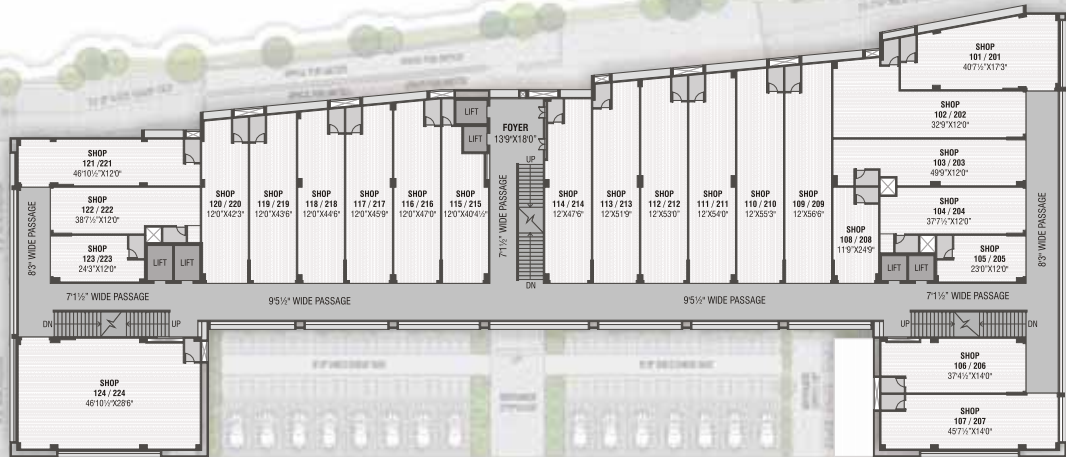 SHOP
101 / 201
40'7½"X17'3"
SHOP
102 / 202
32'9"X12'0"
SHOP
103 / 203
49'9"X12'0"
SHOP
104 / 204
37'7½"X12'0"
SHOP
105 / 205
23'0"X12'0"
8'3" WIDE PASSAGE
LIFT
LIFT
7'1½" WIDE PASSAGE
UP
DN
SHOP
106 / 206
37'4½"X14'0"
SHOP
107 / 207
45'7½"X14'0"
SHOP
108 / 208
11'9"X24'9"
SHOP
109 / 209
12'X56'6"
SHOP
110 / 210
12'X55'3"
SHOP
111 / 211
12'X54'0"
SHOP
112 / 212
12'X53'0"
SHOP
113 / 213
12'X51'9"
SHOP
114 / 214
12'X47'6"
9'5½" WIDE PASSAGE
FOYER
13'9"X18'0"
LIFT
LIFT
UP
DN
7'1½" WIDE PASSAGE
SHOP
115 / 215
12'0"X40'4½"
SHOP
116 / 216
12'0"X47'0"
SHOP
117 / 217
12'0"X45'9"
SHOP
118 / 218
12'0"X44'6"
SHOP
119 / 219
12'0"X43'6"
SHOP
120 / 220
12'0"X42'3"
9'5½" WIDE PASSAGE
SHOP
121 /221
46'10½"X12'0"
SHOP
122 / 222
38'7½"X12'0"
SHOP
123 /223
24'3"X12'0"
LIFT
LIFT
8'3" WIDE PASSAGE
7'1½" WIDE PASSAGE
DN
UP
SHOP
124 / 224
46'10½"X28'6"